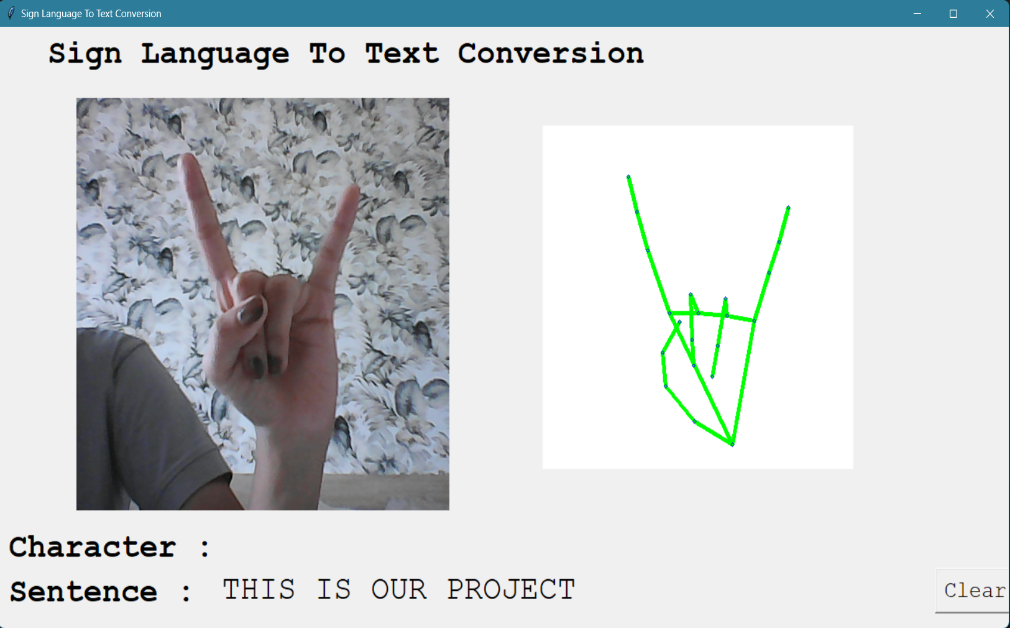 Sign Language To Text Conversion
Sign Language To Text Conversion
Character :
Sentence : THIS IS OUR PROJECT
Clear